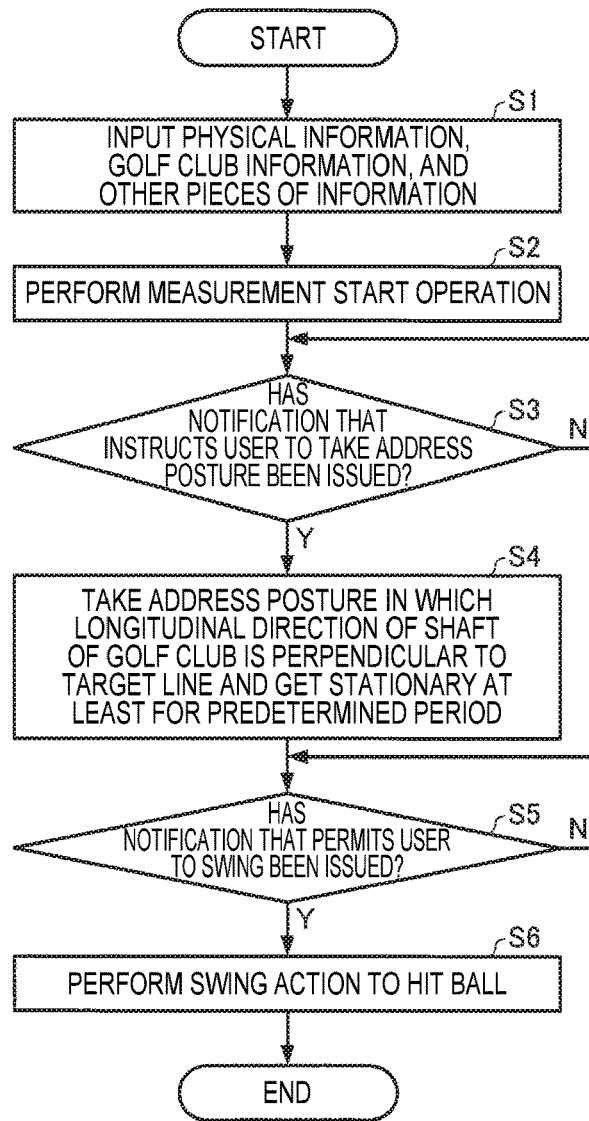 START
S1
INPUT PHYSICAL INFORMATION,
GOLF CLUB INFORMATION, AND
OTHER PIECES OF INFORMATION
S2
PERFORM MEASUREMENT START OPERATION
HAS
NOTIFICATION THAT
INSTRUCTS USER TO TAKE ADDRESS
POSTURE BEEN ISSUED?
S3
N
Y
S4
TAKE ADDRESS POSTURE IN WHICH
LONGITUDINAL DIRECTION OF SHAFT
OF GOLF CLUB IS PERPENDICULAR TO
TARGET LINE AND GET STATIONARY AT
LEAST FOR PREDETERMINED PERIOD
HAS
NOTIFICATION THAT PERMITS USER
TO SWING BEEN ISSUED?
S5
N
Y
S6
PERFORM SWING ACTION TO HIT BALL
END